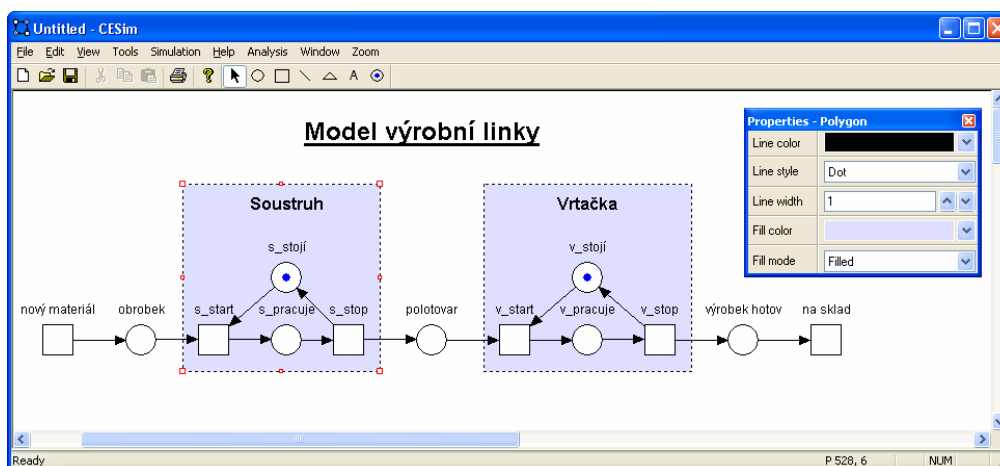 Untitled - CESim
File Edit View Tools Simulation Help Analysis Window Zoom
A
Model výrobní linky
Properties - Polygon
Line color
Line style Dot
Line width 1
Fill color
Fill mode Filled
Soustruh Vrtačka
s_stojí v_stojí
nový materiál obrobek s_start s_pracuje s_stop polotovar v_start v_pracuje v_stop výrobek hotov na sklad
Ready P 528, 6 NUM